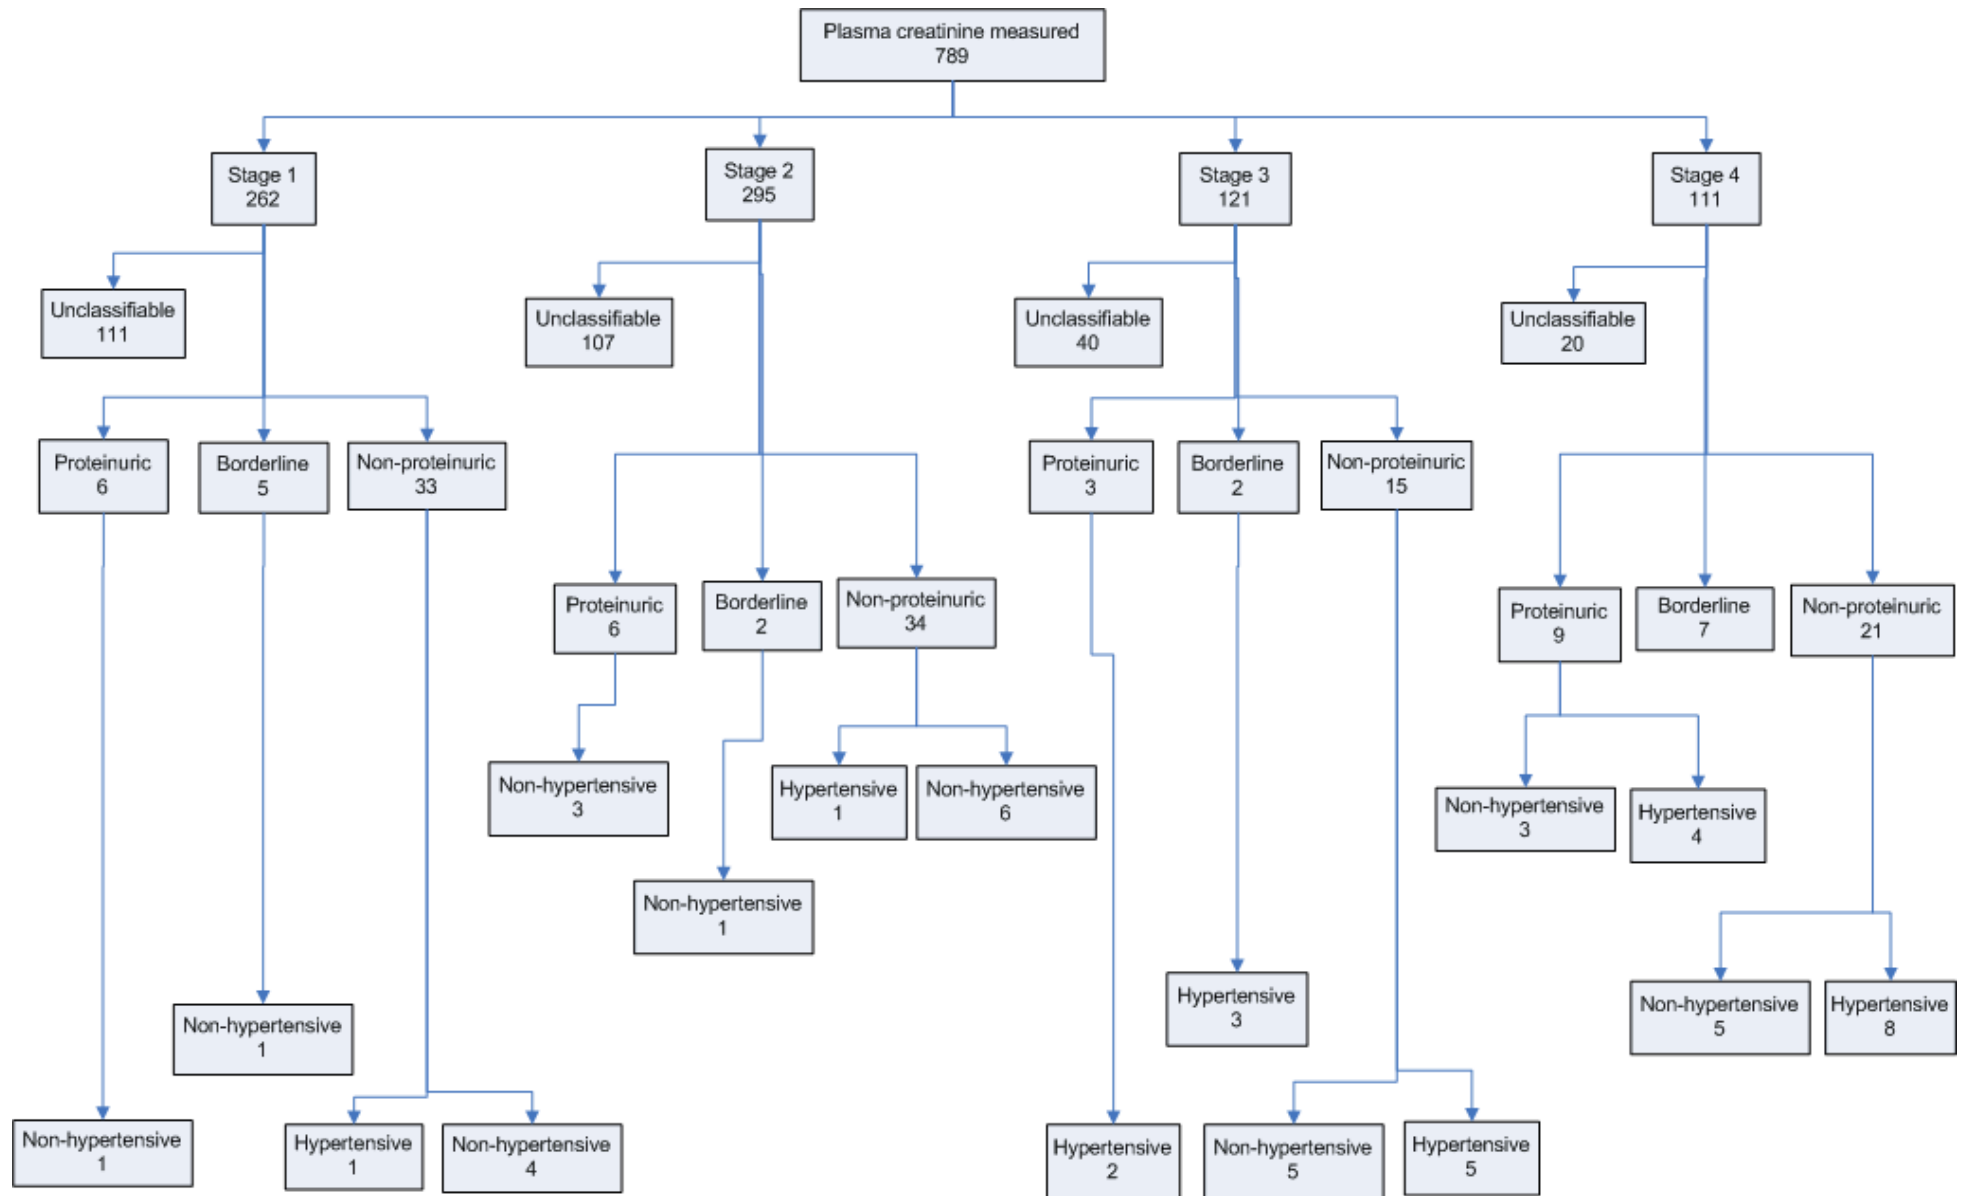 Plasma creatinine measured
789
Stage 1
262
Stage 2
295
Stage 3
121
Stage 4
111
Unclassifiable
111
Unclassifiable
107
Unclassifiable
40
Unclassifiable
20
Proteinuric
6
Borderline
5
Non-proteinuric
33
Proteinuric
3
Borderline
2
Non-proteinuric
15
Proteinuric
6
Borderline
2
Non-proteinuric
34
Proteinuric
9
Borderline
7
Non-proteinuric
21
Non-hypertensive
3
Hypertensive
1
Non-hypertensive
6
Non-hypertensive
3
Hypertensive
4
Non-hypertensive
1
Hypertensive
3
Non-hypertensive
5
Hypertensive
8
Non-hypertensive
1
Non-hypertensive
1
Hypertensive
1
Non-hypertensive
4
Hypertensive
2
Non-hypertensive
5
Hypertensive
5